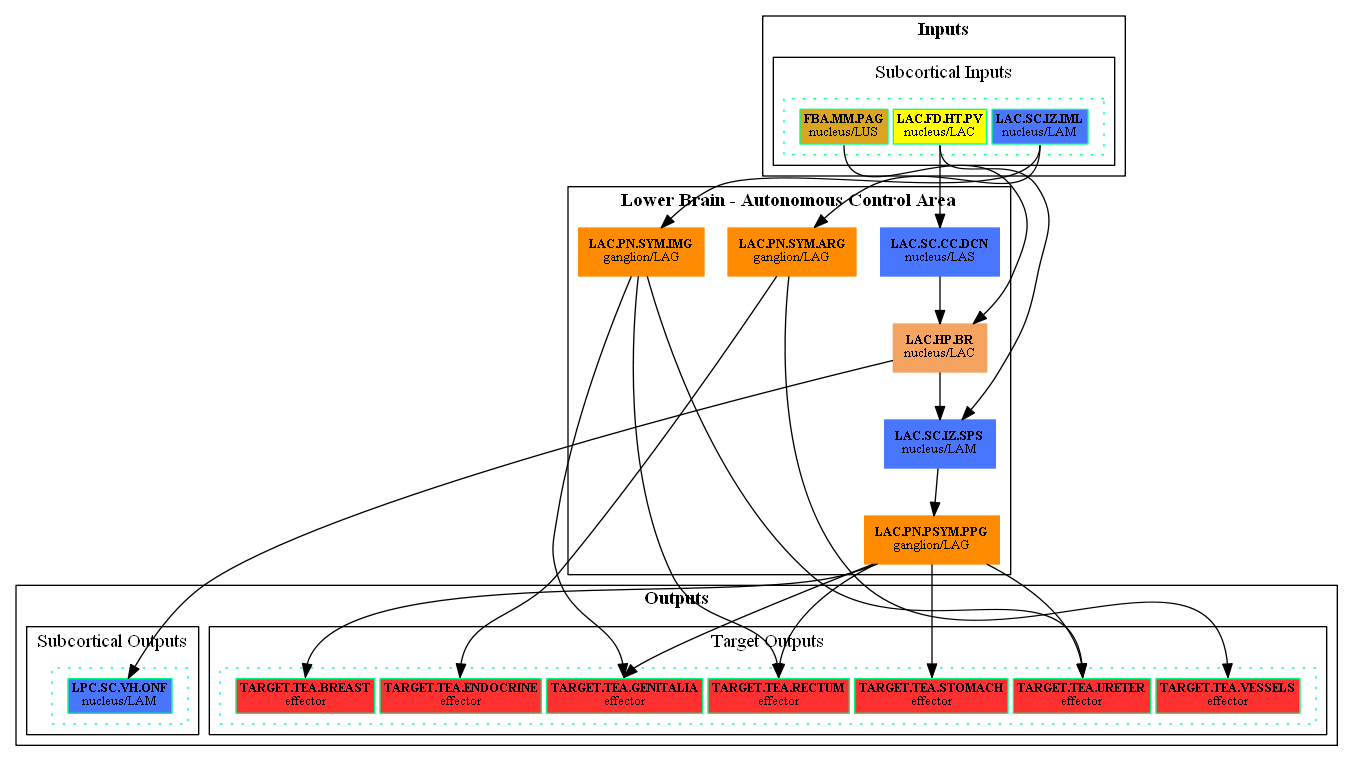 Inputs
Subcortical Inputs
FBA.MM.PAG
nucleus/LUS
LAC.FD.HT.PV
nucleus/LAC
LAC.SC.IZ.IML
nucleus/LAM
Lower Brain - Autonomous Control Area
LAC.PN.SYM.IMG
ganglion/LAG
LAC.PN.SYM.ARG
ganglion/LAG
LAC.SC.CC.DCN
nucleus/LAS
LAC.HP.BR
nucleus/LAC
LAC.SC.IZ.SPS
nucleus/LAM
LAC.PN.PSYM.PPG
ganglion/LAG
Outputs
Subcortical Outputs
LPC.SC.VH.ONF
nucleus/LAM
Target Outputs
TARGET.TEA.BREAST
effector
TARGET.TEA.ENDOCRINE
effector
TARGET.TEA.GENITALIA
effector
TARGET.TEA.RECTUM
effector
TARGET.TEA.STOMACH
effector
TARGET.TEA.URETER
effector
TARGET.TEA.VESSELS
effector